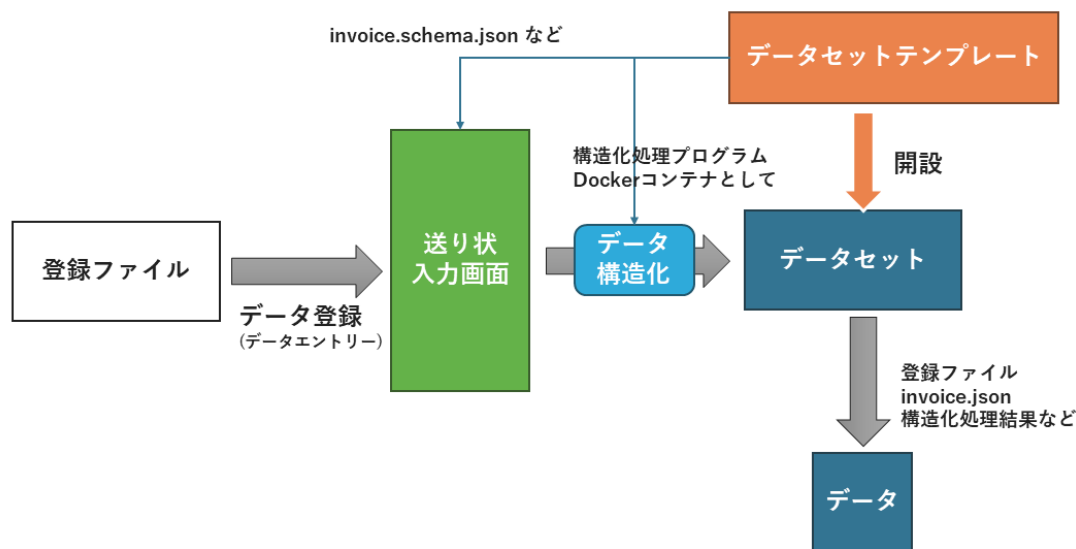 invoice.schema.json など
データセットテンプレート
構造化処理プログラム
Dockerコンテナとして
開設
登録ファイル
データ登録
(データエントリー)
送り状
入力画面
データ
構造化
データセット
登録ファイル
invoice.json
構造化処理結果など
データ